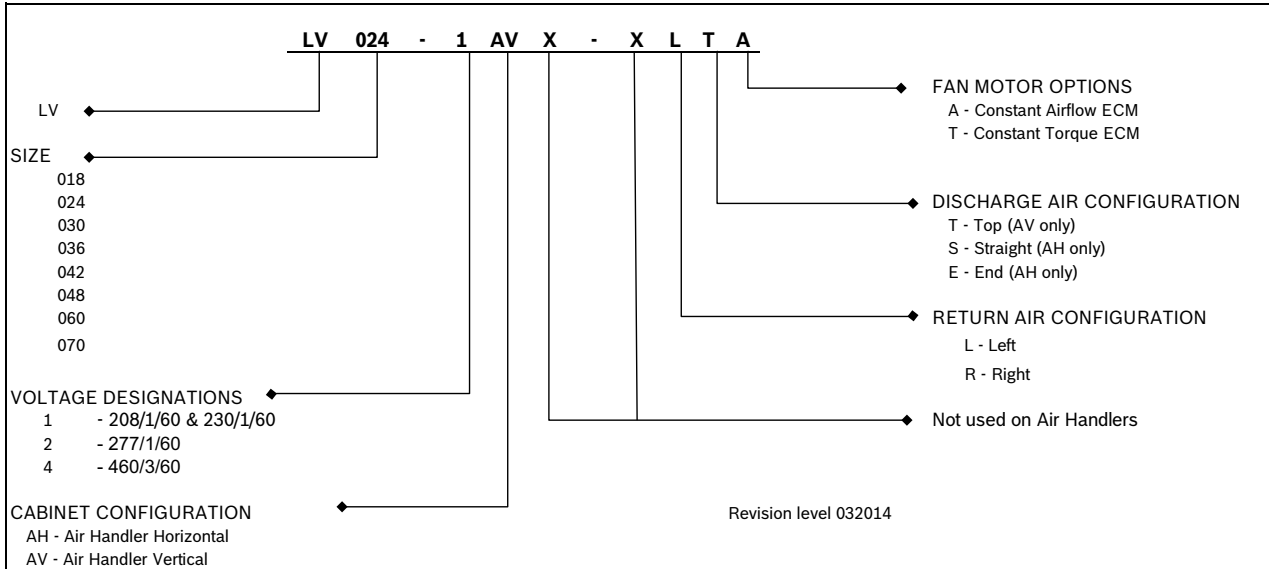 LV 024 - 1 AV X - X L T A
LV
SIZE
018
024
030
036
042
048
060
070
VOLTAGE DESIGNATIONS
1 - 208/1/60 & 230/1/60
2 - 277/1/60
4 - 460/3/60
CABINET CONFIGURATION
AH - Air Handler Horizontal
AV - Air Handler Vertical
FAN MOTOR OPTIONS
A - Constant Airflow ECM
T - Constant Torque ECM
DISCHARGE AIR CONFIGURATION
T - Top (AV only)
S - Straight (AH only)
E - End (AH only)
RETURN AIR CONFIGURATION
L - Left
R - Right
Not used on Air Handlers
Revision level 032014